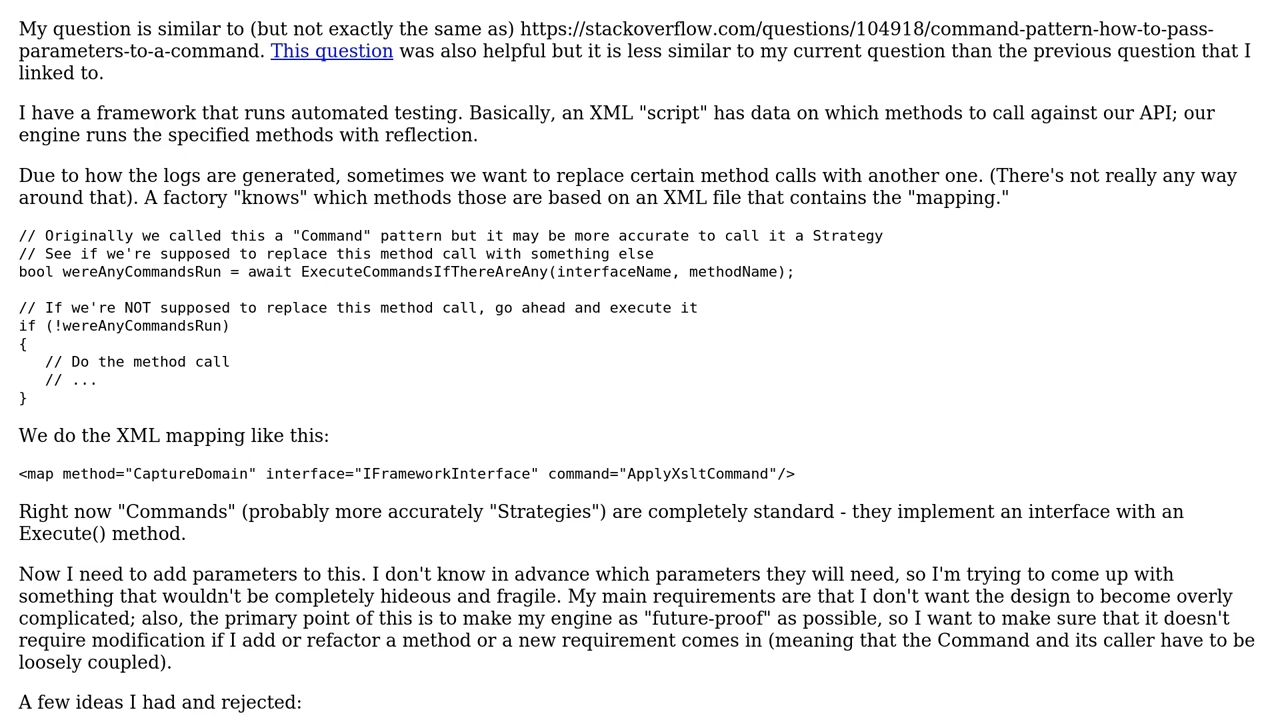 My question is similar to (but not exactly the same as) https://stackoverflow.com/questions/104918/command-pattern-how-to-pass-
parameters-to-a-command. This question was also helpful but it is less similar to my current question than the previous question that I
linked to.
I have a framework that runs automated testing. Basically, an XML "script" has data on which methods to call against our API; our
engine runs the specified methods with reflection.
Due to how the logs are generated, sometimes we want to replace certain method calls with another one. (There's not really any way
around that). A factory "knows" which methods those are based on an XML file that contains the "mapping."
// Originally we called this a "Command" pattern but it may be more accurate to call it a Strategy
// See if we're supposed to replace this method call with something else
bool wereAnyCommandsRun = await ExecuteCommandsIfThereAreAny(interfaceName, methodName);
// If we're NOT supposed to replace this method call, go ahead and execute it
if (!wereAnyCommandsRun)
{
   // Do the method call
   // ...
}
We do the XML mapping like this:
<map method="CaptureDomain" interface="IFrameworkInterface" command="ApplyXsltCommand"/>
Right now "Commands" (probably more accurately "Strategies") are completely standard - they implement an interface with an
Execute() method.
Now I need to add parameters to this. I don't know in advance which parameters they will need, so I'm trying to come up with
something that wouldn't be completely hideous and fragile. My main requirements are that I don't want the design to become overly
complicated; also, the primary point of this is to make my engine as "future-proof" as possible, so I want to make sure that it doesn't
require modification if I add or refactor a method or a new requirement comes in (meaning that the Command and its caller have to be
loosely coupled).
A few ideas I had and rejected: